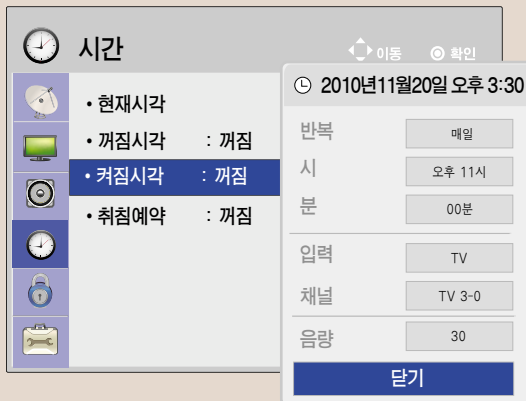 시간
이동 확인
• 현재시각
• 꺼짐시각 : 꺼짐
• 켜짐시각 : 꺼짐
• 취침예약 : 꺼짐
2010년11월20일 오후 3:30
반복 매일
시 오후 11시
분 00분
입력 TV
채널 TV 3-0
음량 30
닫기